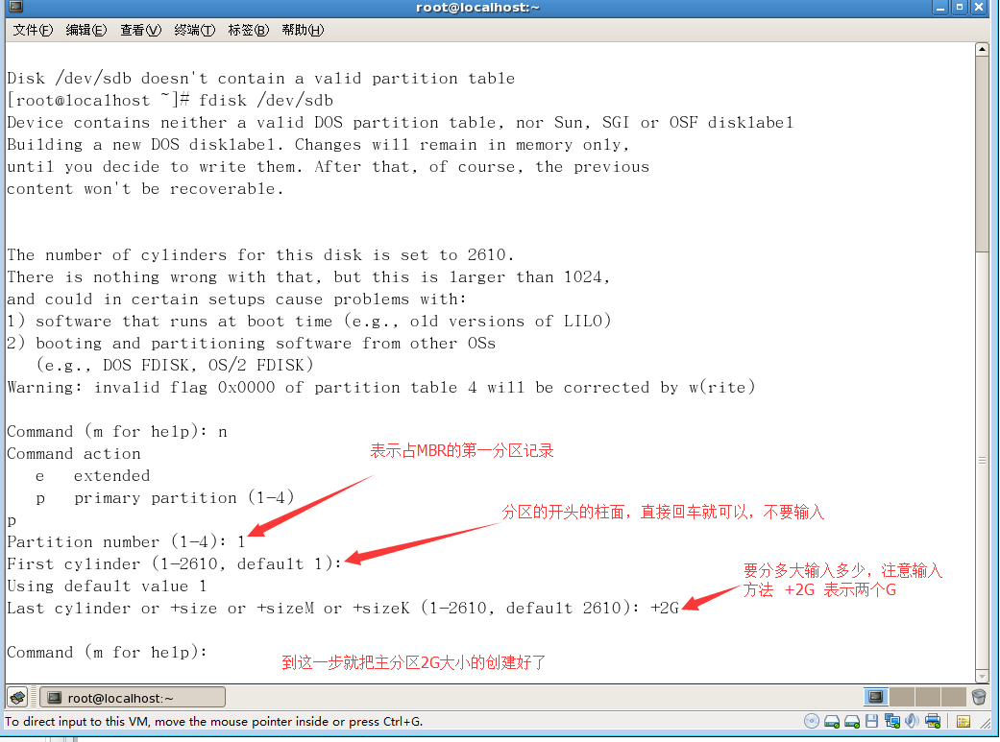 root@localhost:~
文件(F) 编辑(E) 查看(V) 终端(T) 标签(B) 帮助(H)
Disk /dev/sdb doesn't contain a valid partition table
[root@localhost ~]# fdisk /dev/sdb
Device contains neither a valid DOS partition table, nor Sun, SGI or OSF disklabel
Building a new DOS disklabel. Changes will remain in memory only,
until you decide to write them. After that, of course, the previous
content won't be recoverable.
The number of cylinders for this disk is set to 2610.
There is nothing wrong with that, but this is larger than 1024,
and could in certain setups cause problems with:
1) software that runs at boot time (e.g., old versions of LILO)
2) booting and partitioning software from other OSs
(e.g., DOS FDISK, OS/2 FDISK)
Warning: invalid flag 0x0000 of partition table 4 will be corrected by w(rite)
Command (m for help): n
Command action
表示占MBR的第一分区记录
e extended
p primary partition (1-4)
p
分区的开头的柱面，直接回车就可以，不要输入
Partition number (1-4): 1
First cylinder (1-2610, default 1):
Using default value 1
要分多大输入多少，注意输入
方法 +2G 表示两个G
Last cylinder or +size or +sizeM or +sizeK (1-2610, default 2610): +2G
Command (m for help):
到这一步就把主分区2G大小的创建好了
root@localhost:~
To direct input to this VM, move the mouse pointer inside or press Ctrl+G.